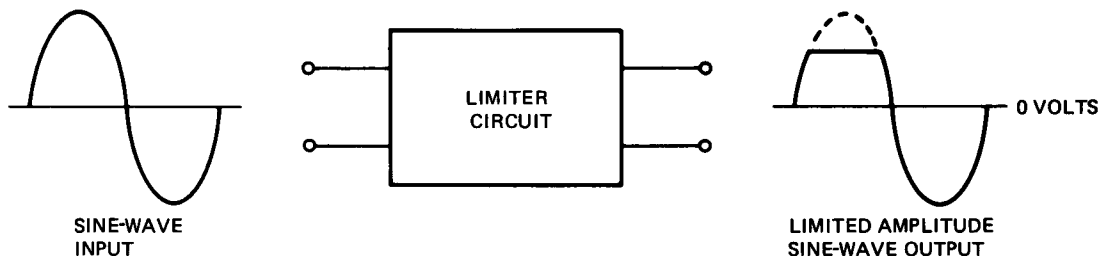 LIMITER
CIRCUIT
0 VOLTS
SINE-WAVE
INPUT
LIMITED AMPLITUDE
SINE-WAVE OUTPUT